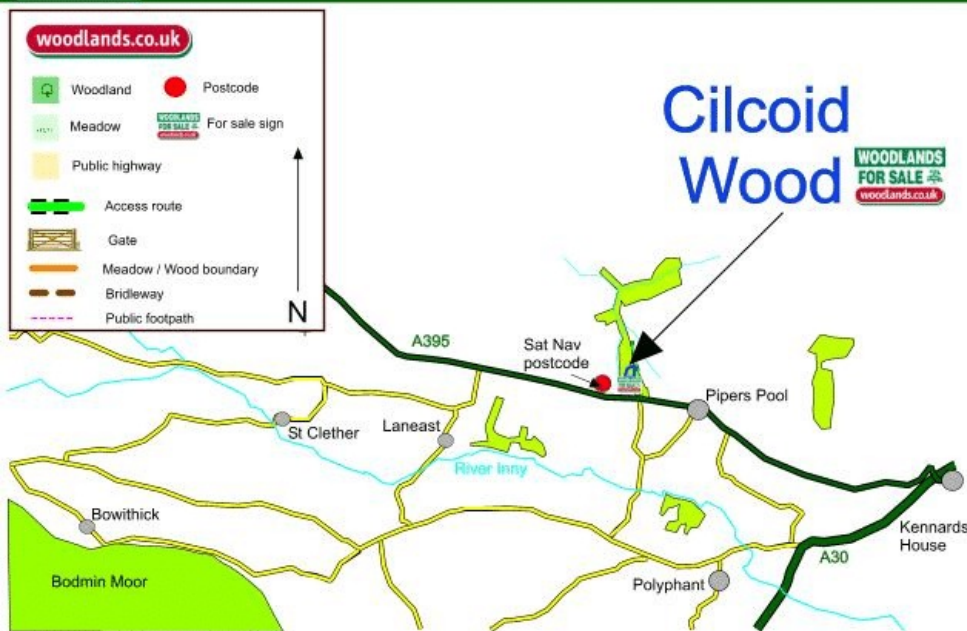 woodlands.co.uk
Woodland
Postcode
Meadow
WOODLANDS
FOR SALE
woodlands.co.uk
For sale sign
Public highway
Access route
Gate
Meadow / Wood boundary
Bridleway
Public footpath
N
Cilcoid
Wood
WOODLANDS
FOR SALE
woodlands.co.uk
A395
Sat Nav
postcode
Pipers Pool
St Clether
Laneast
River Inny
Bowithick
Kennards
House
A30
Bodmin Moor
Polyphant